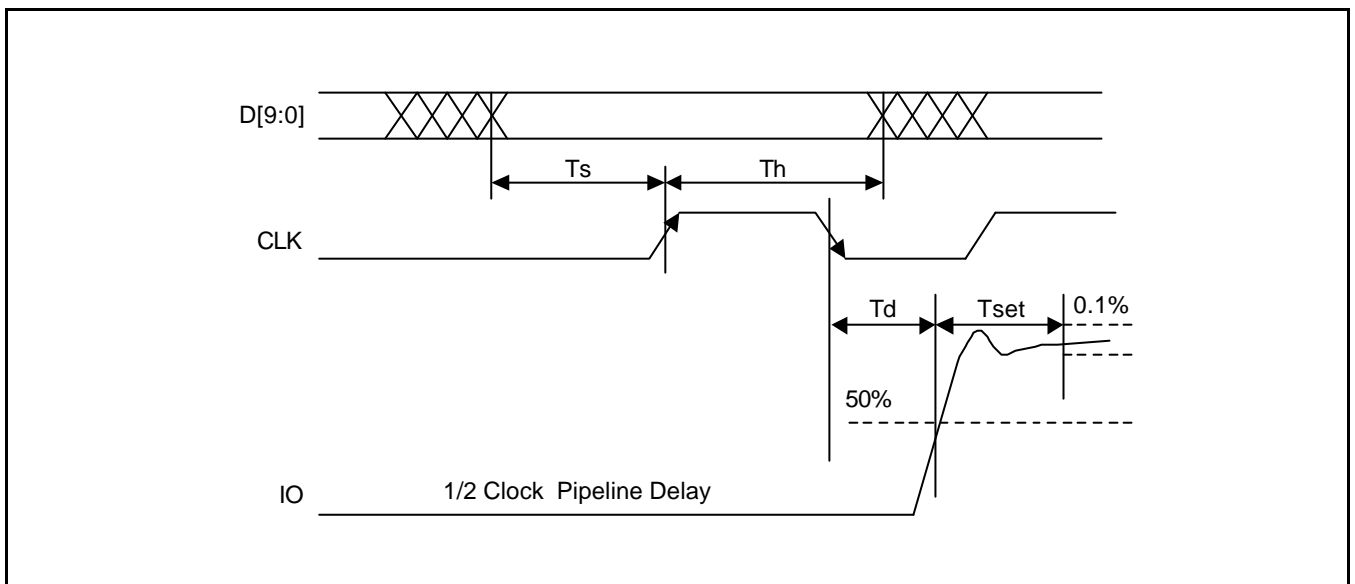 D[9:0]
Ts
Th
CLK
Td
Tset
0.1%
50%
IO
1/2 Clock Pipeline Delay